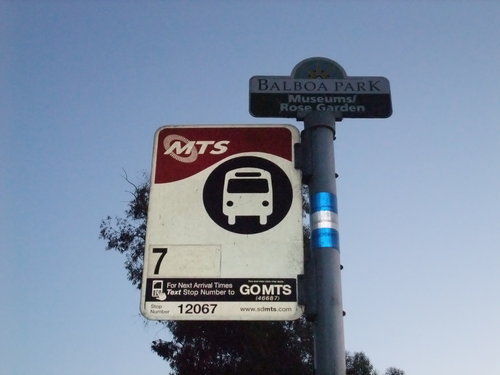 BALBOA PARK
Museums/
Rose Garden
MTS
7
For Next Arrival Times
Text Stop Number to
GOMTS
(46687)
Stop
Number
12067
www.sdmts.com